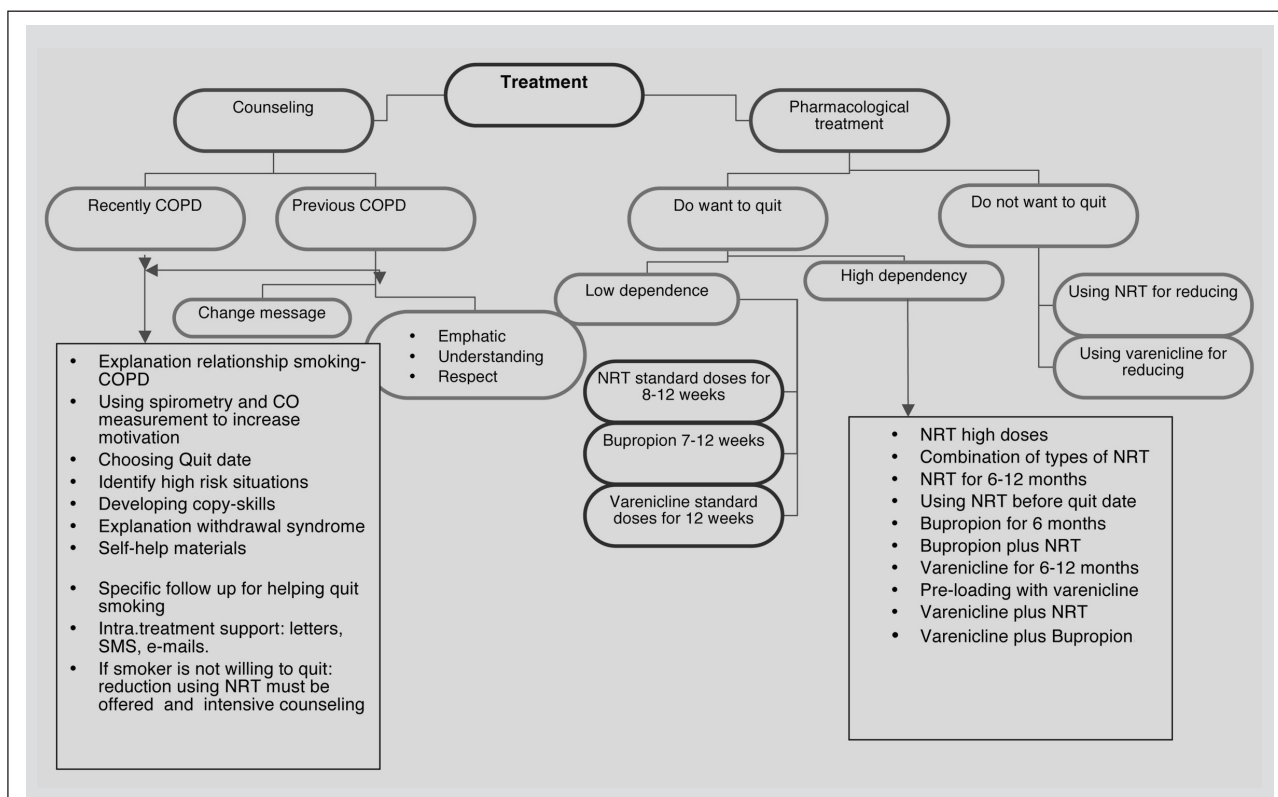 Treatment
Counseling
Pharmacological
treatment
Recently COPD
Previous COPD
Do want to quit
Do not want to quit
Change message
• Emphatic
• Understanding
• Respect
Low dependence
High dependency
Using NRT for reducing
Using varenicline for
reducing
• Explanation relationship smoking-
COPD
• Using spirometry and CO
measurement to increase
motivation
• Choosing Quit date
• Identify high risk situations
• Developing copy-skills
• Explanation withdrawal syndrome
• Self-help materials
• Specific follow up for helping quit
smoking
• Intra.treatment support: letters,
SMS, e-mails.
• If smoker is not willing to quit:
reduction using NRT must be
offered and intensive counseling
NRT standard doses for
8-12 weeks
Bupropion 7-12 weeks
Varenicline standard
doses for 12 weeks
• NRT high doses
• Combination of types of NRT
• NRT for 6-12 months
• Using NRT before quit date
• Bupropion for 6 months
• Bupropion plus NRT
• Varenicline for 6-12 months
• Pre-loading with varenicline
• Varenicline plus NRT
• Varenicline plus Bupropion